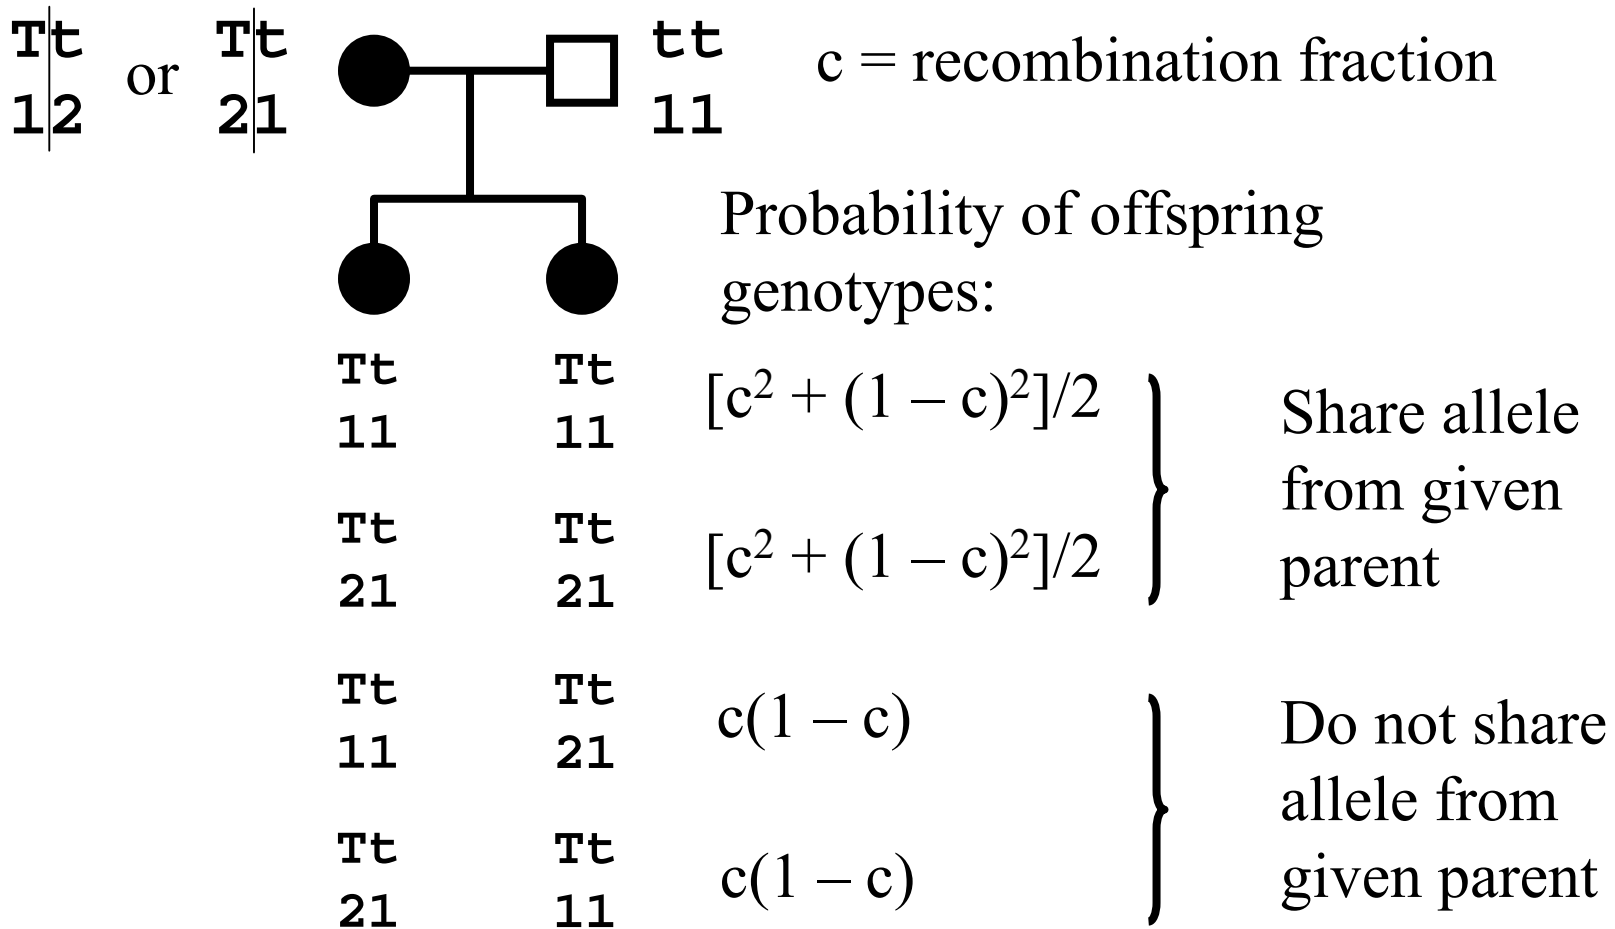 Tt or Tt tt c = recombination fraction
12 21 11
Probability of offspring
genotypes:
Tt Tt
11 11
[c² + (1 – c)²]/2
Tt Tt
21 21
[c² + (1 – c)²]/2
Share allele
from given
parent
Tt Tt
11 21
c(1 – c)
Tt Tt
21 11
c(1 – c)
Do not share
allele from
given parent